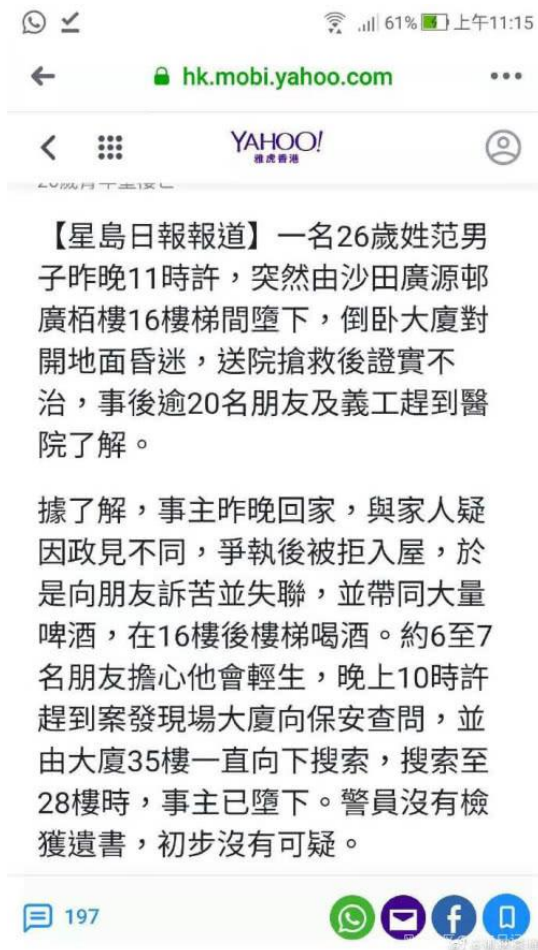 61% 上午11:15
hk.mobi.yahoo.com
YAHOO!
雅虎香港
【星島日報報道】一名26歲姓范男
子昨晚11時許，突然由沙田廣源邨
廣栢樓16樓梯間墮下，倒卧大廈對
開地面昏迷，送院搶救後證實不
治，事後逾20名朋友及義工趕到醫
院了解。
據了解，事主昨晚回家，與家人疑
因政見不同，爭執後被拒入屋，於
是向朋友訴苦並失聯，並帶同大量
啤酒，在16樓後樓梯喝酒。約6至7
名朋友擔心他會輕生，晚上10時許
趕到案發現場大廈向保安查問，並
由大廈35樓一直向下搜索，搜索至
28樓時，事主已墮下。警員沒有檢
獲遺書，初步沒有可疑。
197